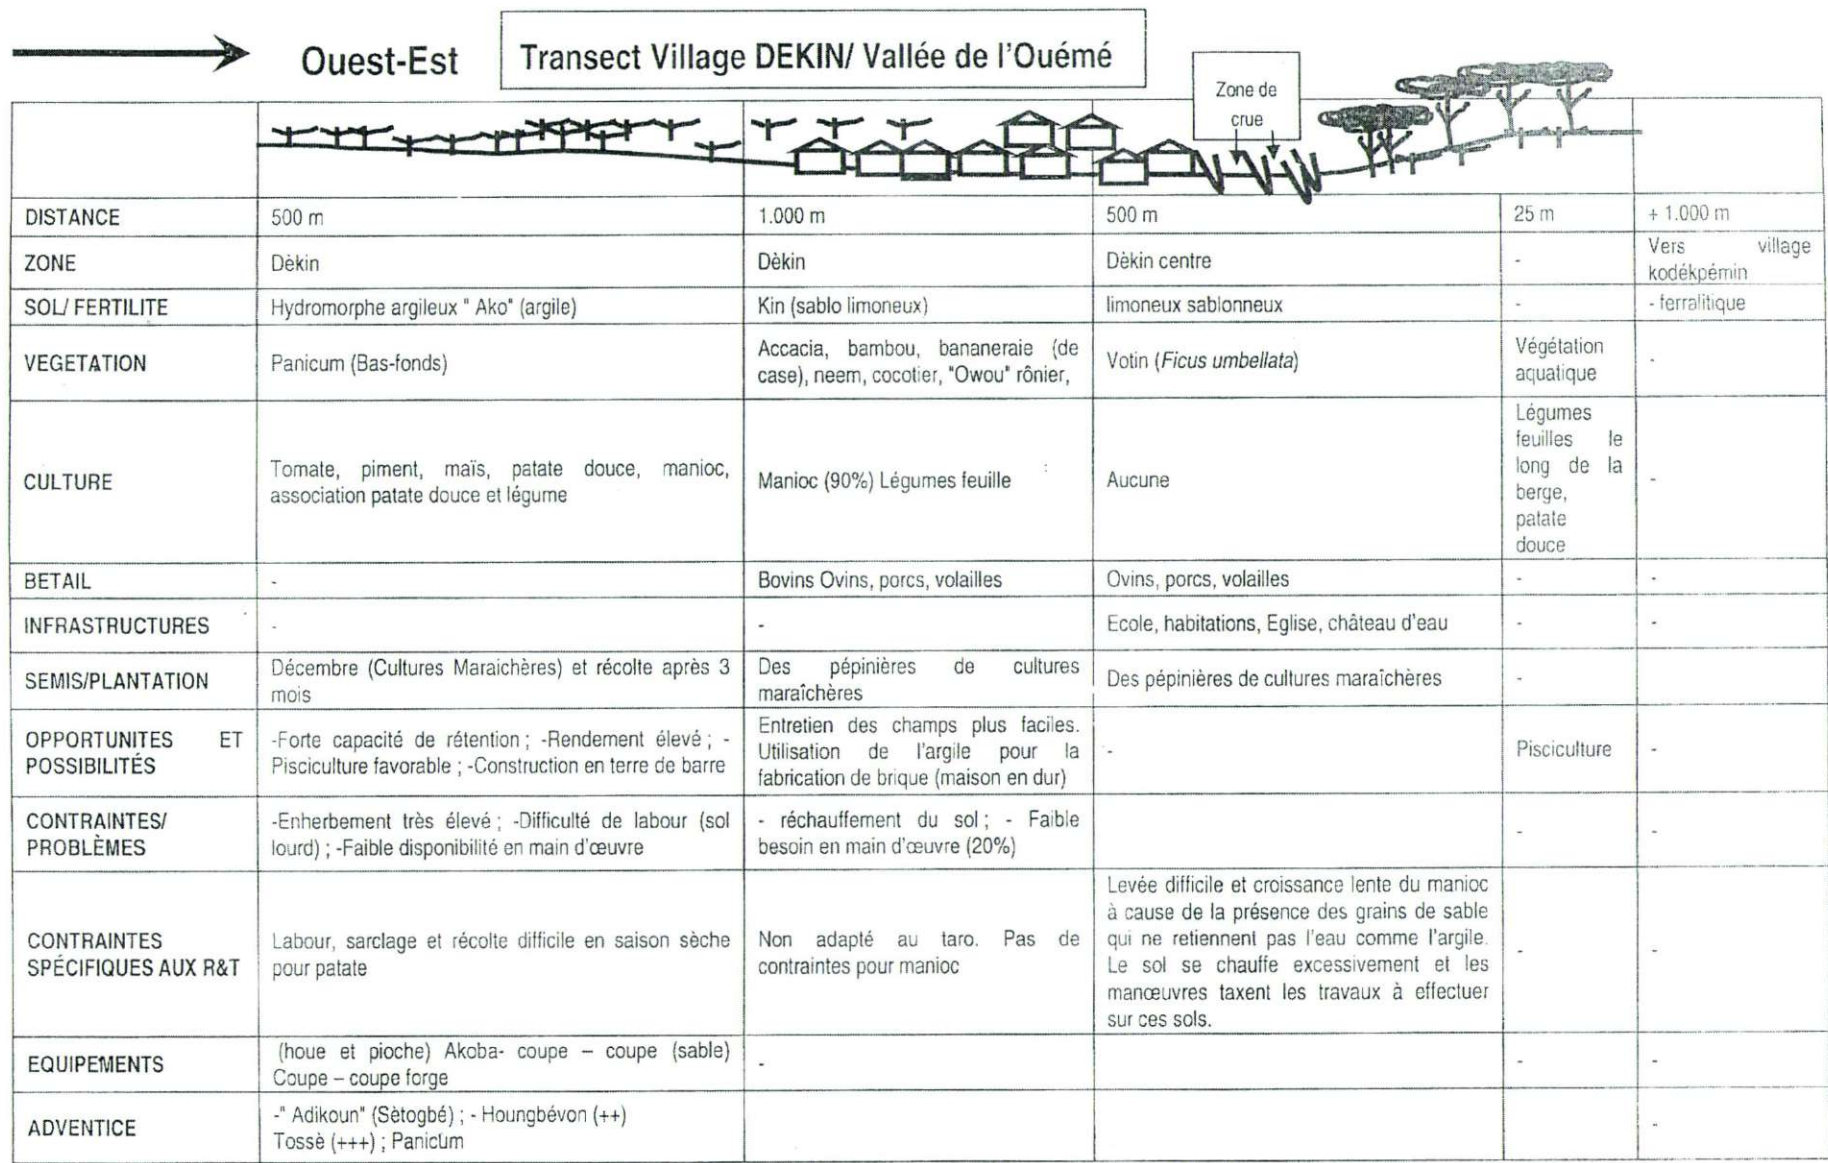 Ouest-Est
Transect Village DEKIN/ Vallée de l'Ouémé
Zone de
crue
DISTANCE
500 m
1.000 m
500 m
25 m
+ 1.000 m
ZONE
Dèkin
Dèkin
Dèkin centre
-
Vers village
kodékpémin
SOL/ FERTILITE
Hydromorphe argileux " Ako" (argile)
Kin (sablo limoneux)
limoneux sablonneux
-
- ferralitique
VEGETATION
Panicum (Bas-fonds)
Accacia, bambou, bananeraie (de
case), neem, cocotier, "Owou" rônier,
Votin (Ficus umbellata)
Végétation
aquatique
-
CULTURE
Tomate, piment, maïs, patate douce, manioc,
association patate douce et légume
Manioc (90%) Légumes feuille
Aucune
Légumes
feuilles le
long de la
berge,
patate
douce
-
BETAIL
-
Bovins Ovins, porcs, volailles
Ovins, porcs, volailles
-
-
INFRASTRUCTURES
-
-
Ecole, habitations, Eglise, château d'eau
-
-
SEMIS/PLANTATION
Décembre (Cultures Maraichères) et récolte après 3
mois
Des pépinières de cultures
maraîchères
Des pépinières de cultures maraîchères
-
OPPORTUNITES ET
POSSIBILITÉS
-Forte capacité de rétention ; -Rendement élevé ; -
Pisciculture favorable ; -Construction en terre de barre
Entretien des champs plus faciles.
Utilisation de l'argile pour la
fabrication de brique (maison en dur)
-
Pisciculture
-
CONTRAINTES/
PROBLÈMES
-Enherbement très élevé ; -Difficulté de labour (sol
lourd) ; -Faible disponibilité en main d'œuvre
- réchauffement du sol ; - Faible
besoin en main d'œuvre (20%)
-
-
CONTRAINTES
SPÉCIFIQUES AUX R&T
Labour, sarclage et récolte difficile en saison sèche
pour patate
Non adapté au taro. Pas de
contraintes pour manioc
Levée difficile et croissance lente du manioc
à cause de la présence des grains de sable
qui ne retiennent pas l'eau comme l'argile.
Le sol se chauffe excessivement et les
manœuvres taxent les travaux à effectuer
sur ces sols.
-
-
EQUIPEMENTS
(houe et pioche) Akoba- coupe – coupe (sable)
Coupe – coupe forge
-
-
-
ADVENTICE
-" Adikoun" (Sètogbé) ; - Houngbévon (++)
Tossè (+++) ; Panicum
-